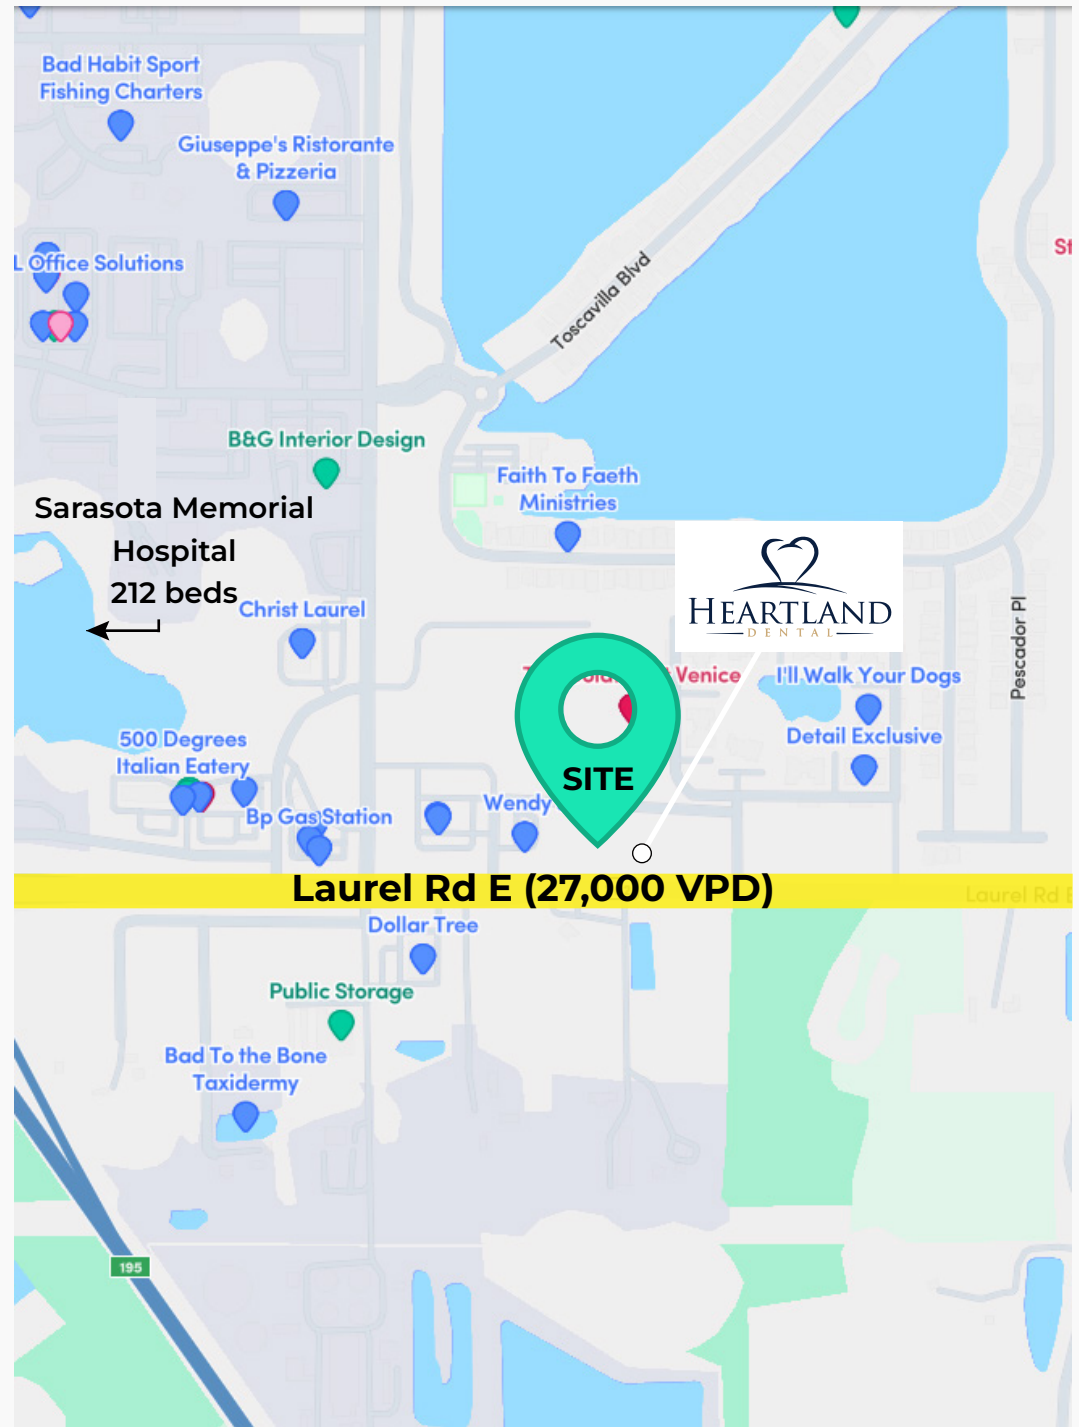 Bad Habit Sport
Fishing Charters
Giuseppe's Ristorante
& Pizzeria
L Office Solutions
St
Toscavilla Blvd
B&G Interior Design
Faith To Faeth
Ministries
Sarasota Memorial
Hospital
212 beds
HEARTLAND
DENTAL
Christ Laurel
Pescador Pl
Venice
I'll Walk Your Dogs
500 Degrees
Italian Eatery
Detail Exclusive
SITE
Wendy
Bp Gas Station
Laurel Rd E (27,000 VPD)
Laurel Rd E
Dollar Tree
Public Storage
Bad To the Bone
Taxidermy
195